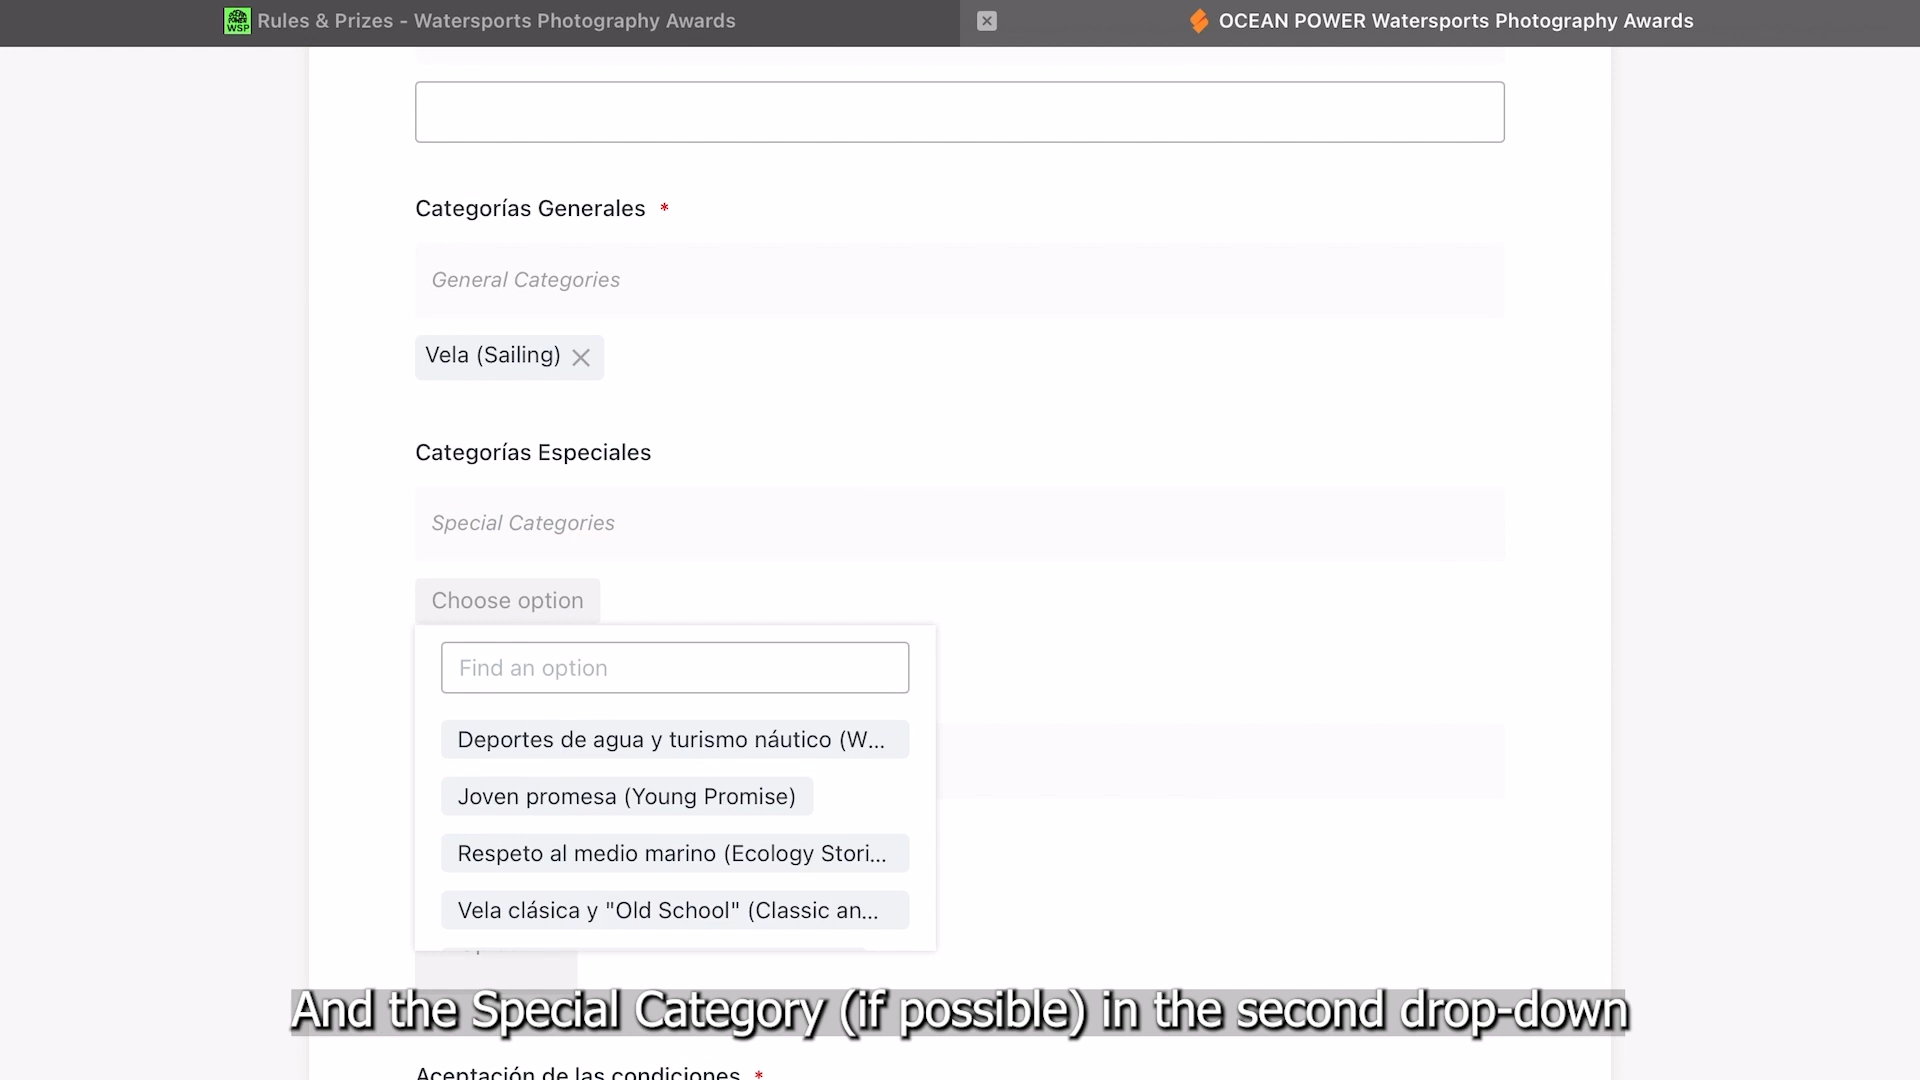 WSP Rules & Prizes - Watersports Photography Awards
OCEAN POWER Watersports Photography Awards
Categorías Generales *
General Categories
Vela (Sailing)
Categorías Especiales
Special Categories
Choose option
Find an option
Deportes de agua y turismo náutico (W...
Joven promesa (Young Promise)
Respeto al medio marino (Ecology Stori...
Vela clásica y "Old School" (Classic an...
And the Special Category (if possible) in the second drop-down
Aceptación de las condiciones *